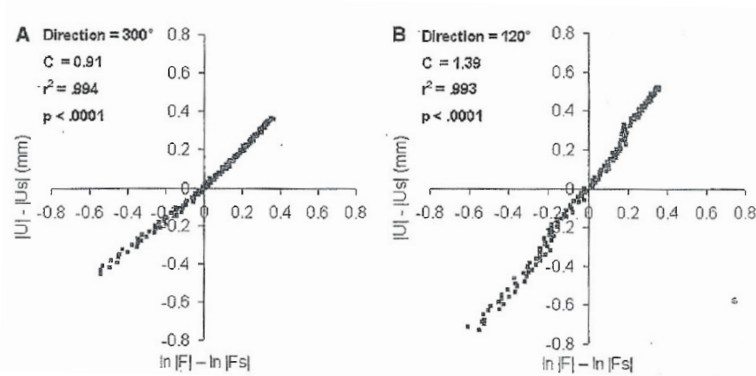 A Direction = 300°
C = 0.91
r² = .994
p < .0001
0.8
0.6
0.4
0.2
0
-0.2
-0.4
-0.6
-0.8
-0.8 -0.6 -0.4 -0.2 0 0.2 0.4 0.6 0.8
|U| - |Us| (mm)
ln |F| – ln |Fs|
B Direction = 120°
C = 1.39
r² = .993
p < .0001
0.8
0.6
0.4
0.2
0
-0.2
-0.4
-0.6
-0.8
-0.8 -0.6 -0.4 -0.2 0 0.2 0.4 0.6 0.8
|U| - |Us| (mm)
ln |F| – ln |Fs|